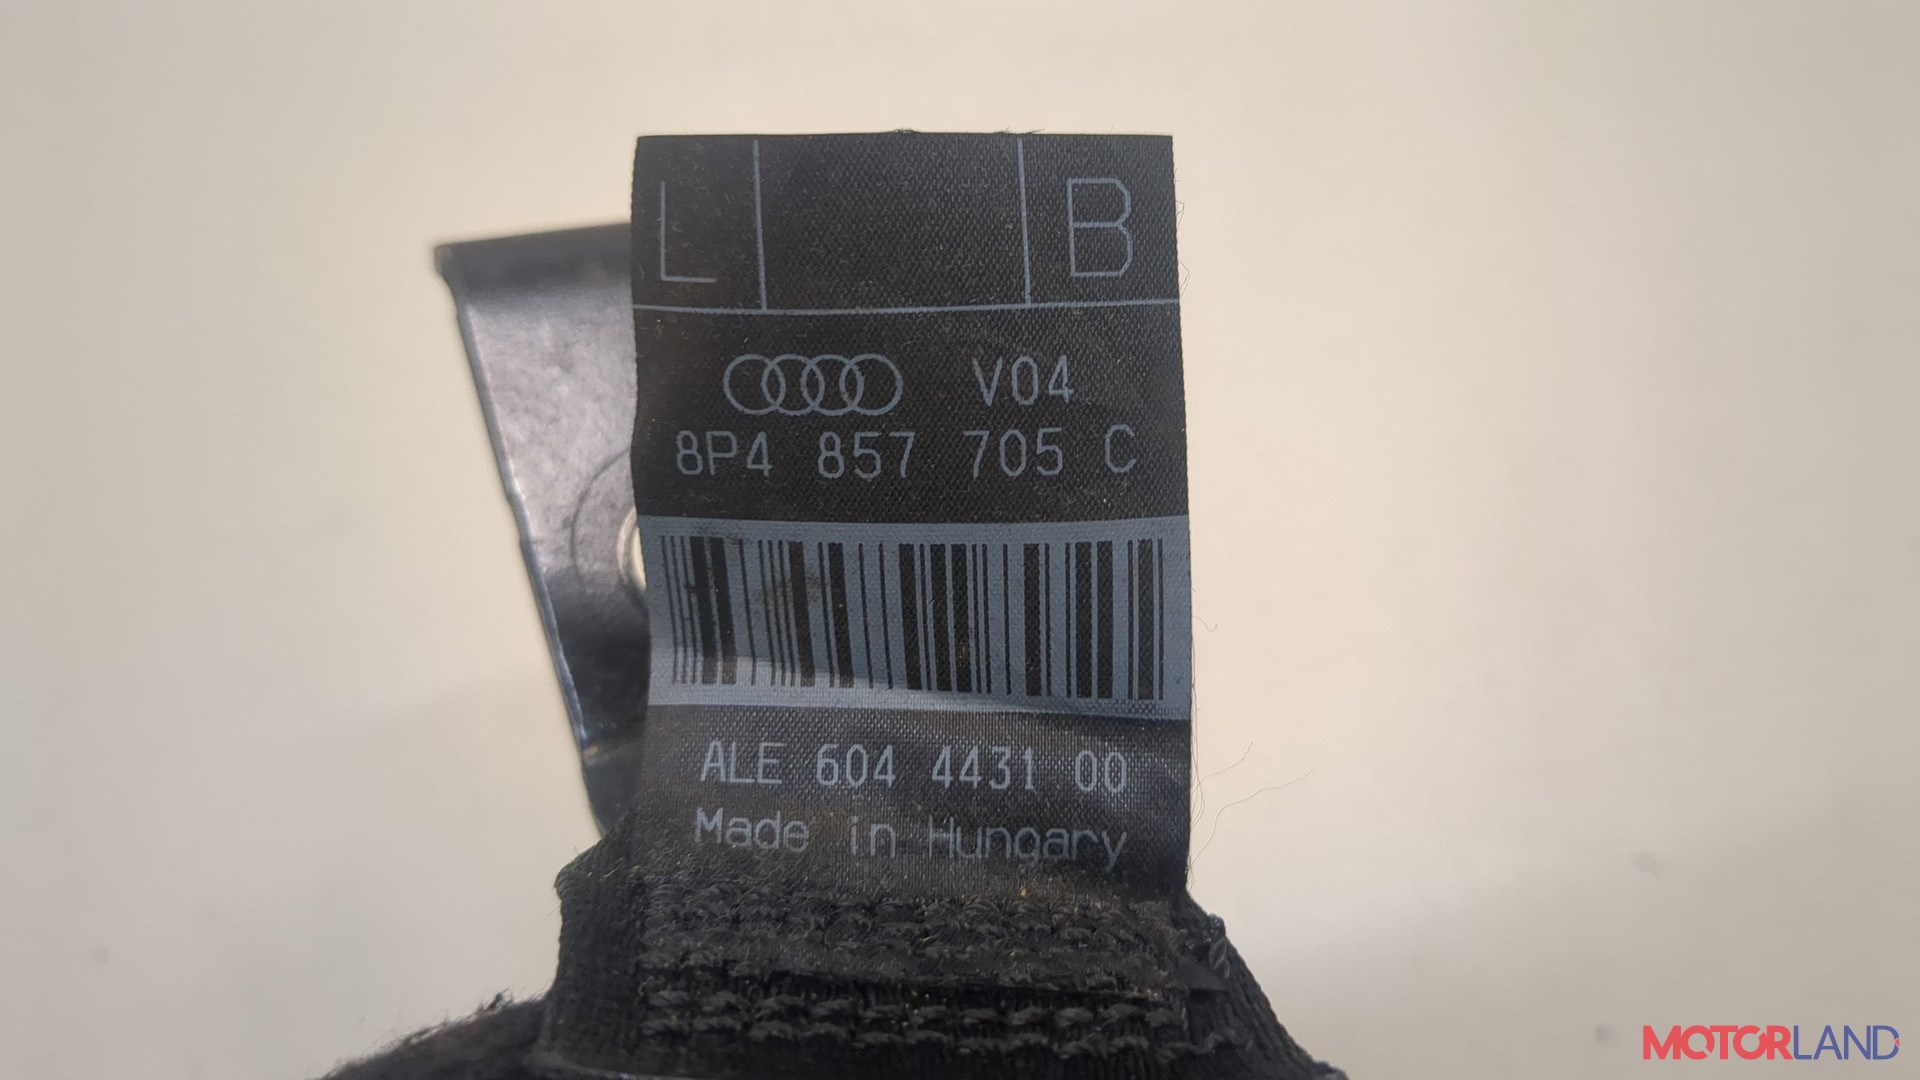 L B
V04
8P4 857 705 C
ALE 604 4431 00
Made in Hungary
MOTORLAND